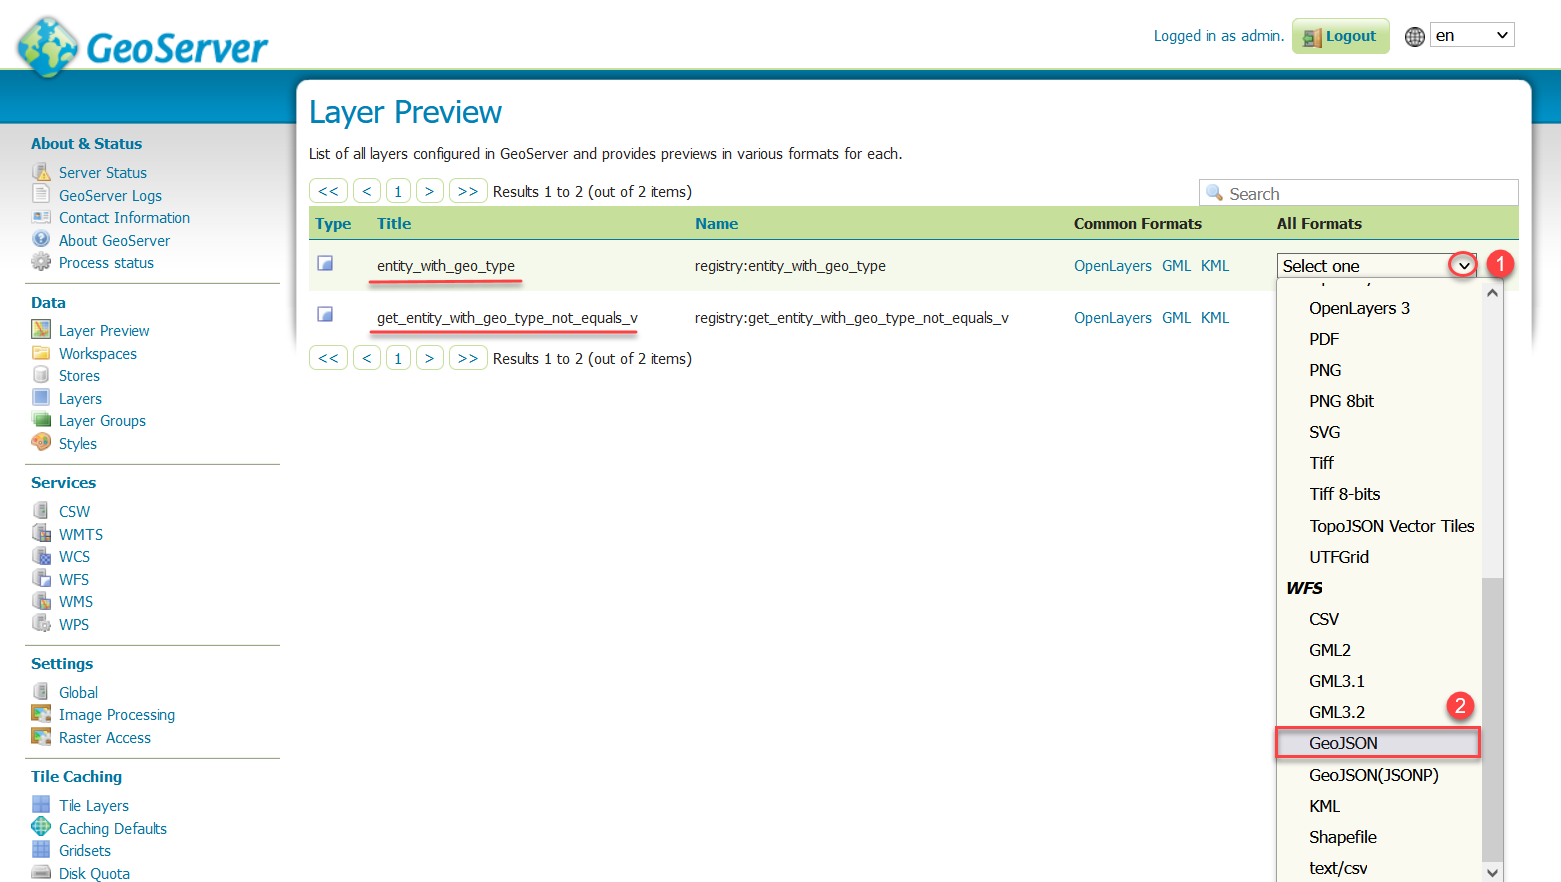 GeoServer
Logged in as admin.
Logout
en
About & Status
Server Status
GeoServer Logs
Contact Information
About GeoServer
Process status
Data
Layer Preview
Workspaces
Stores
Layers
Layer Groups
Styles
Services
CSW
WMTS
WCS
WFS
WMS
WPS
Settings
Global
Image Processing
Raster Access
Tile Caching
Tile Layers
Caching Defaults
Gridsets
Disk Quota
Layer Preview
List of all layers configured in GeoServer and provides previews in various formats for each.
<< < 1 > >> Results 1 to 2 (out of 2 items)
Search
Type Title Name Common Formats All Formats
entity_with_geo_type registry:entity_with_geo_type OpenLayers GML KML Select one 1
get_entity_with_geo_type_not_equals_v registry:get_entity_with_geo_type_not_equals_v OpenLayers GML KML
<< < 1 > >> Results 1 to 2 (out of 2 items)
OpenLayers 3
PDF
PNG
PNG 8bit
SVG
Tiff
Tiff 8-bits
TopoJSON Vector Tiles
UTFGrid
WFS
CSV
GML2
GML3.1
GML3.2
2
GeoJSON
GeoJSON(JSONP)
KML
Shapefile
text/csv